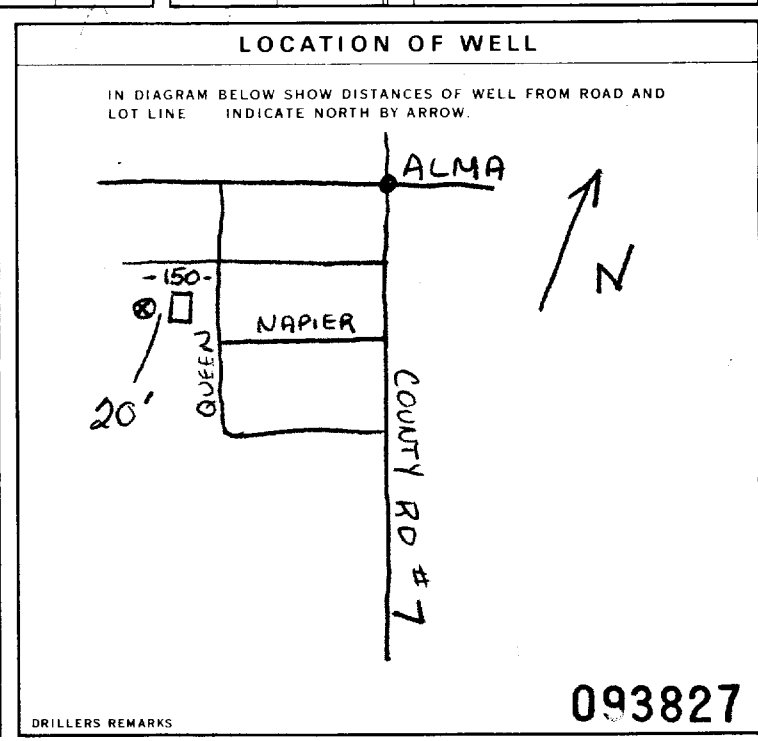 LOCATION OF WELL
IN DIAGRAM BELOW SHOW DISTANCES OF WELL FROM ROAD AND
LOT LINE INDICATE NORTH BY ARROW.
ALMA
N
-150-
NAPIER
QUEEN
20'
COUNTY RD #7
DRILLERS REMARKS
093827